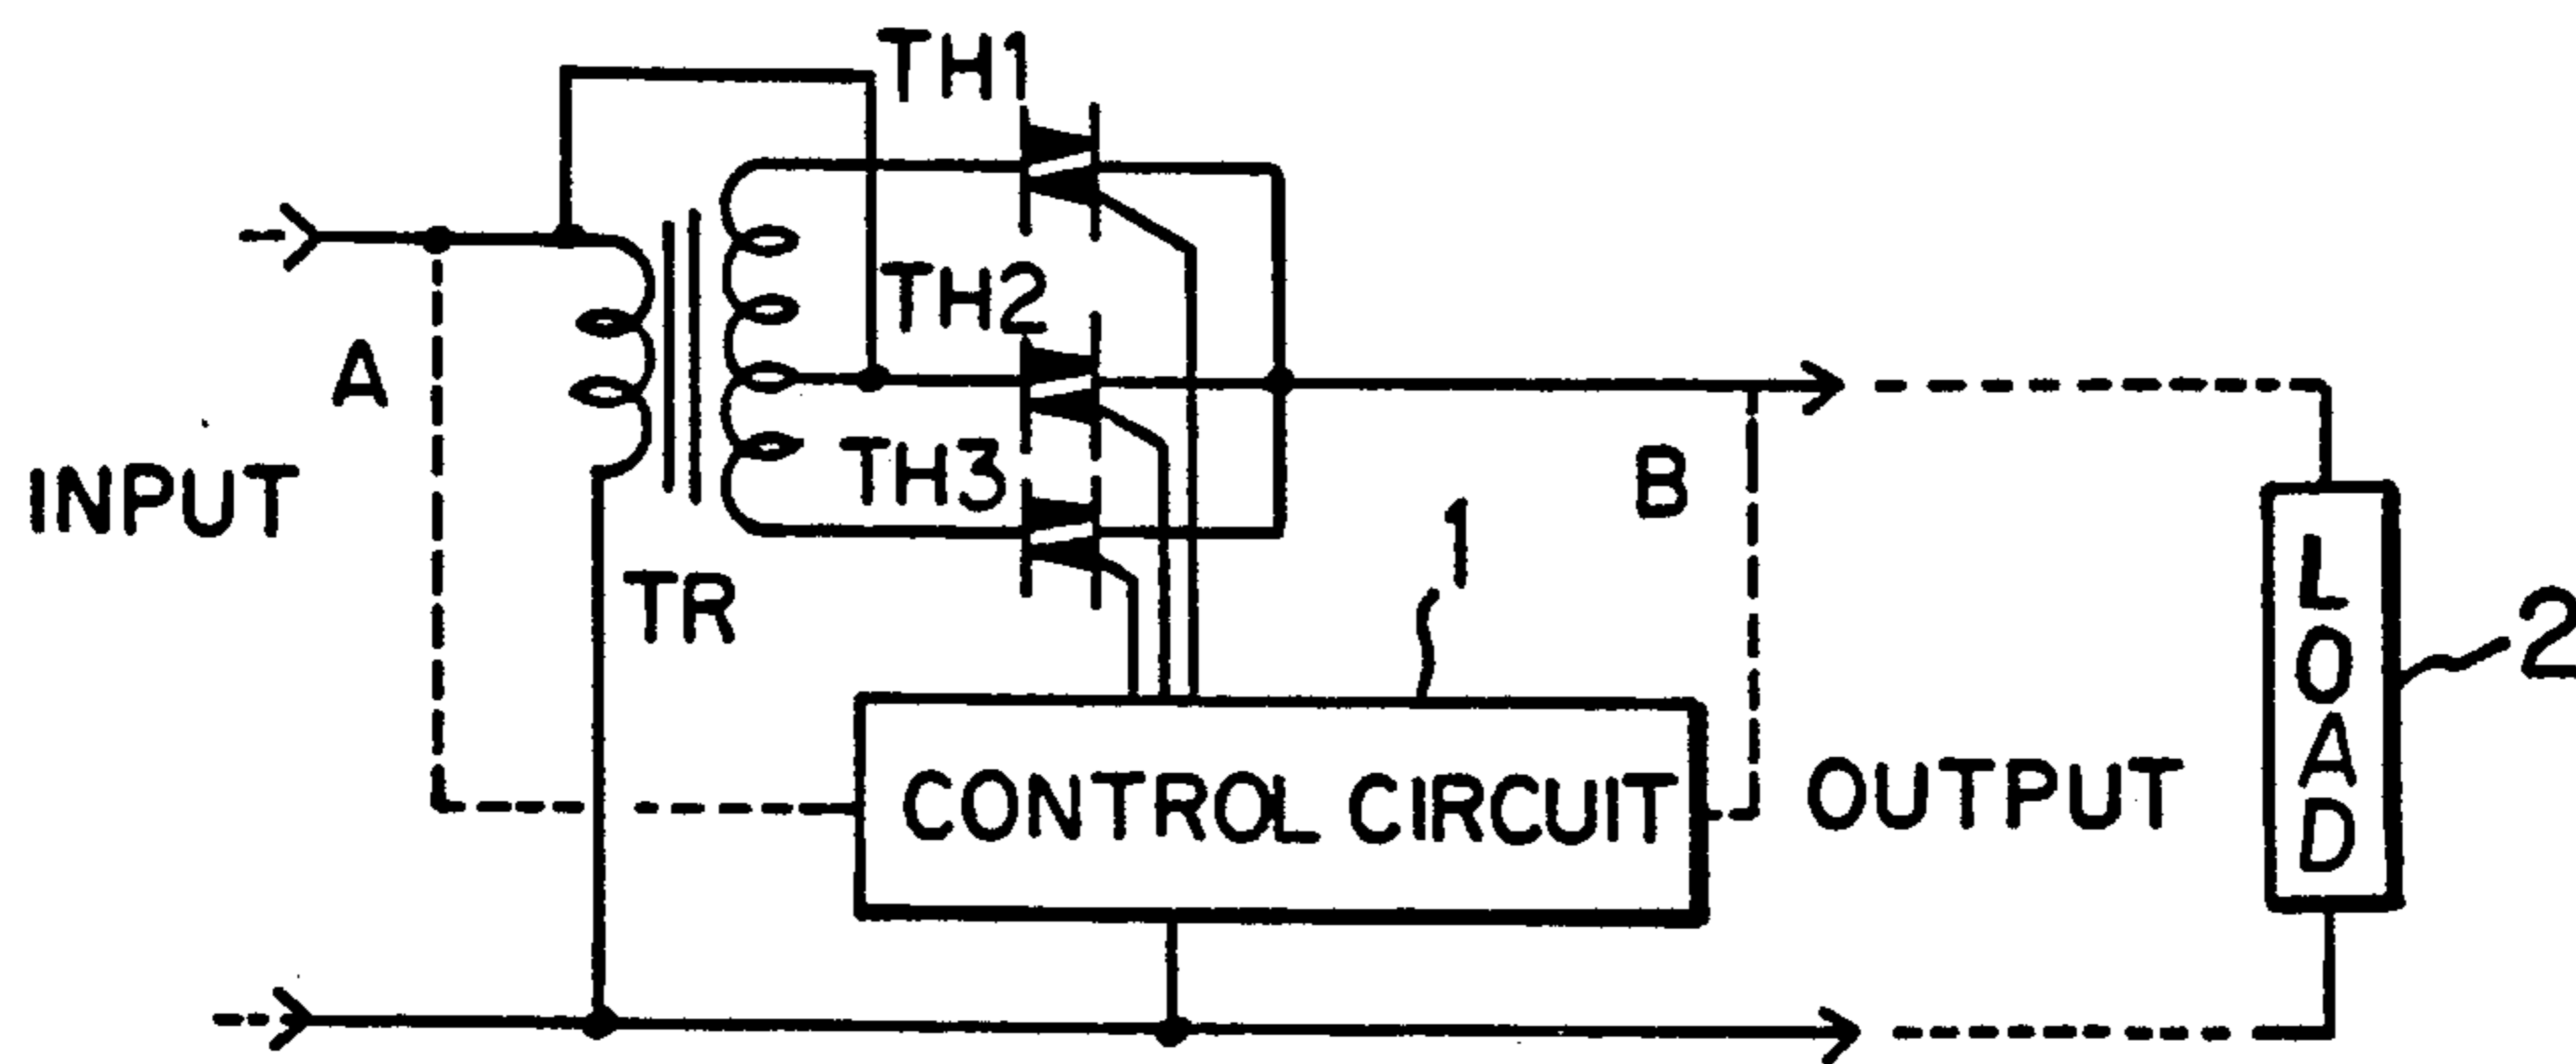 TH1
TH2
A
TH3
B
INPUT
1
TR
LOAD
2
CONTROL CIRCUIT
OUTPUT